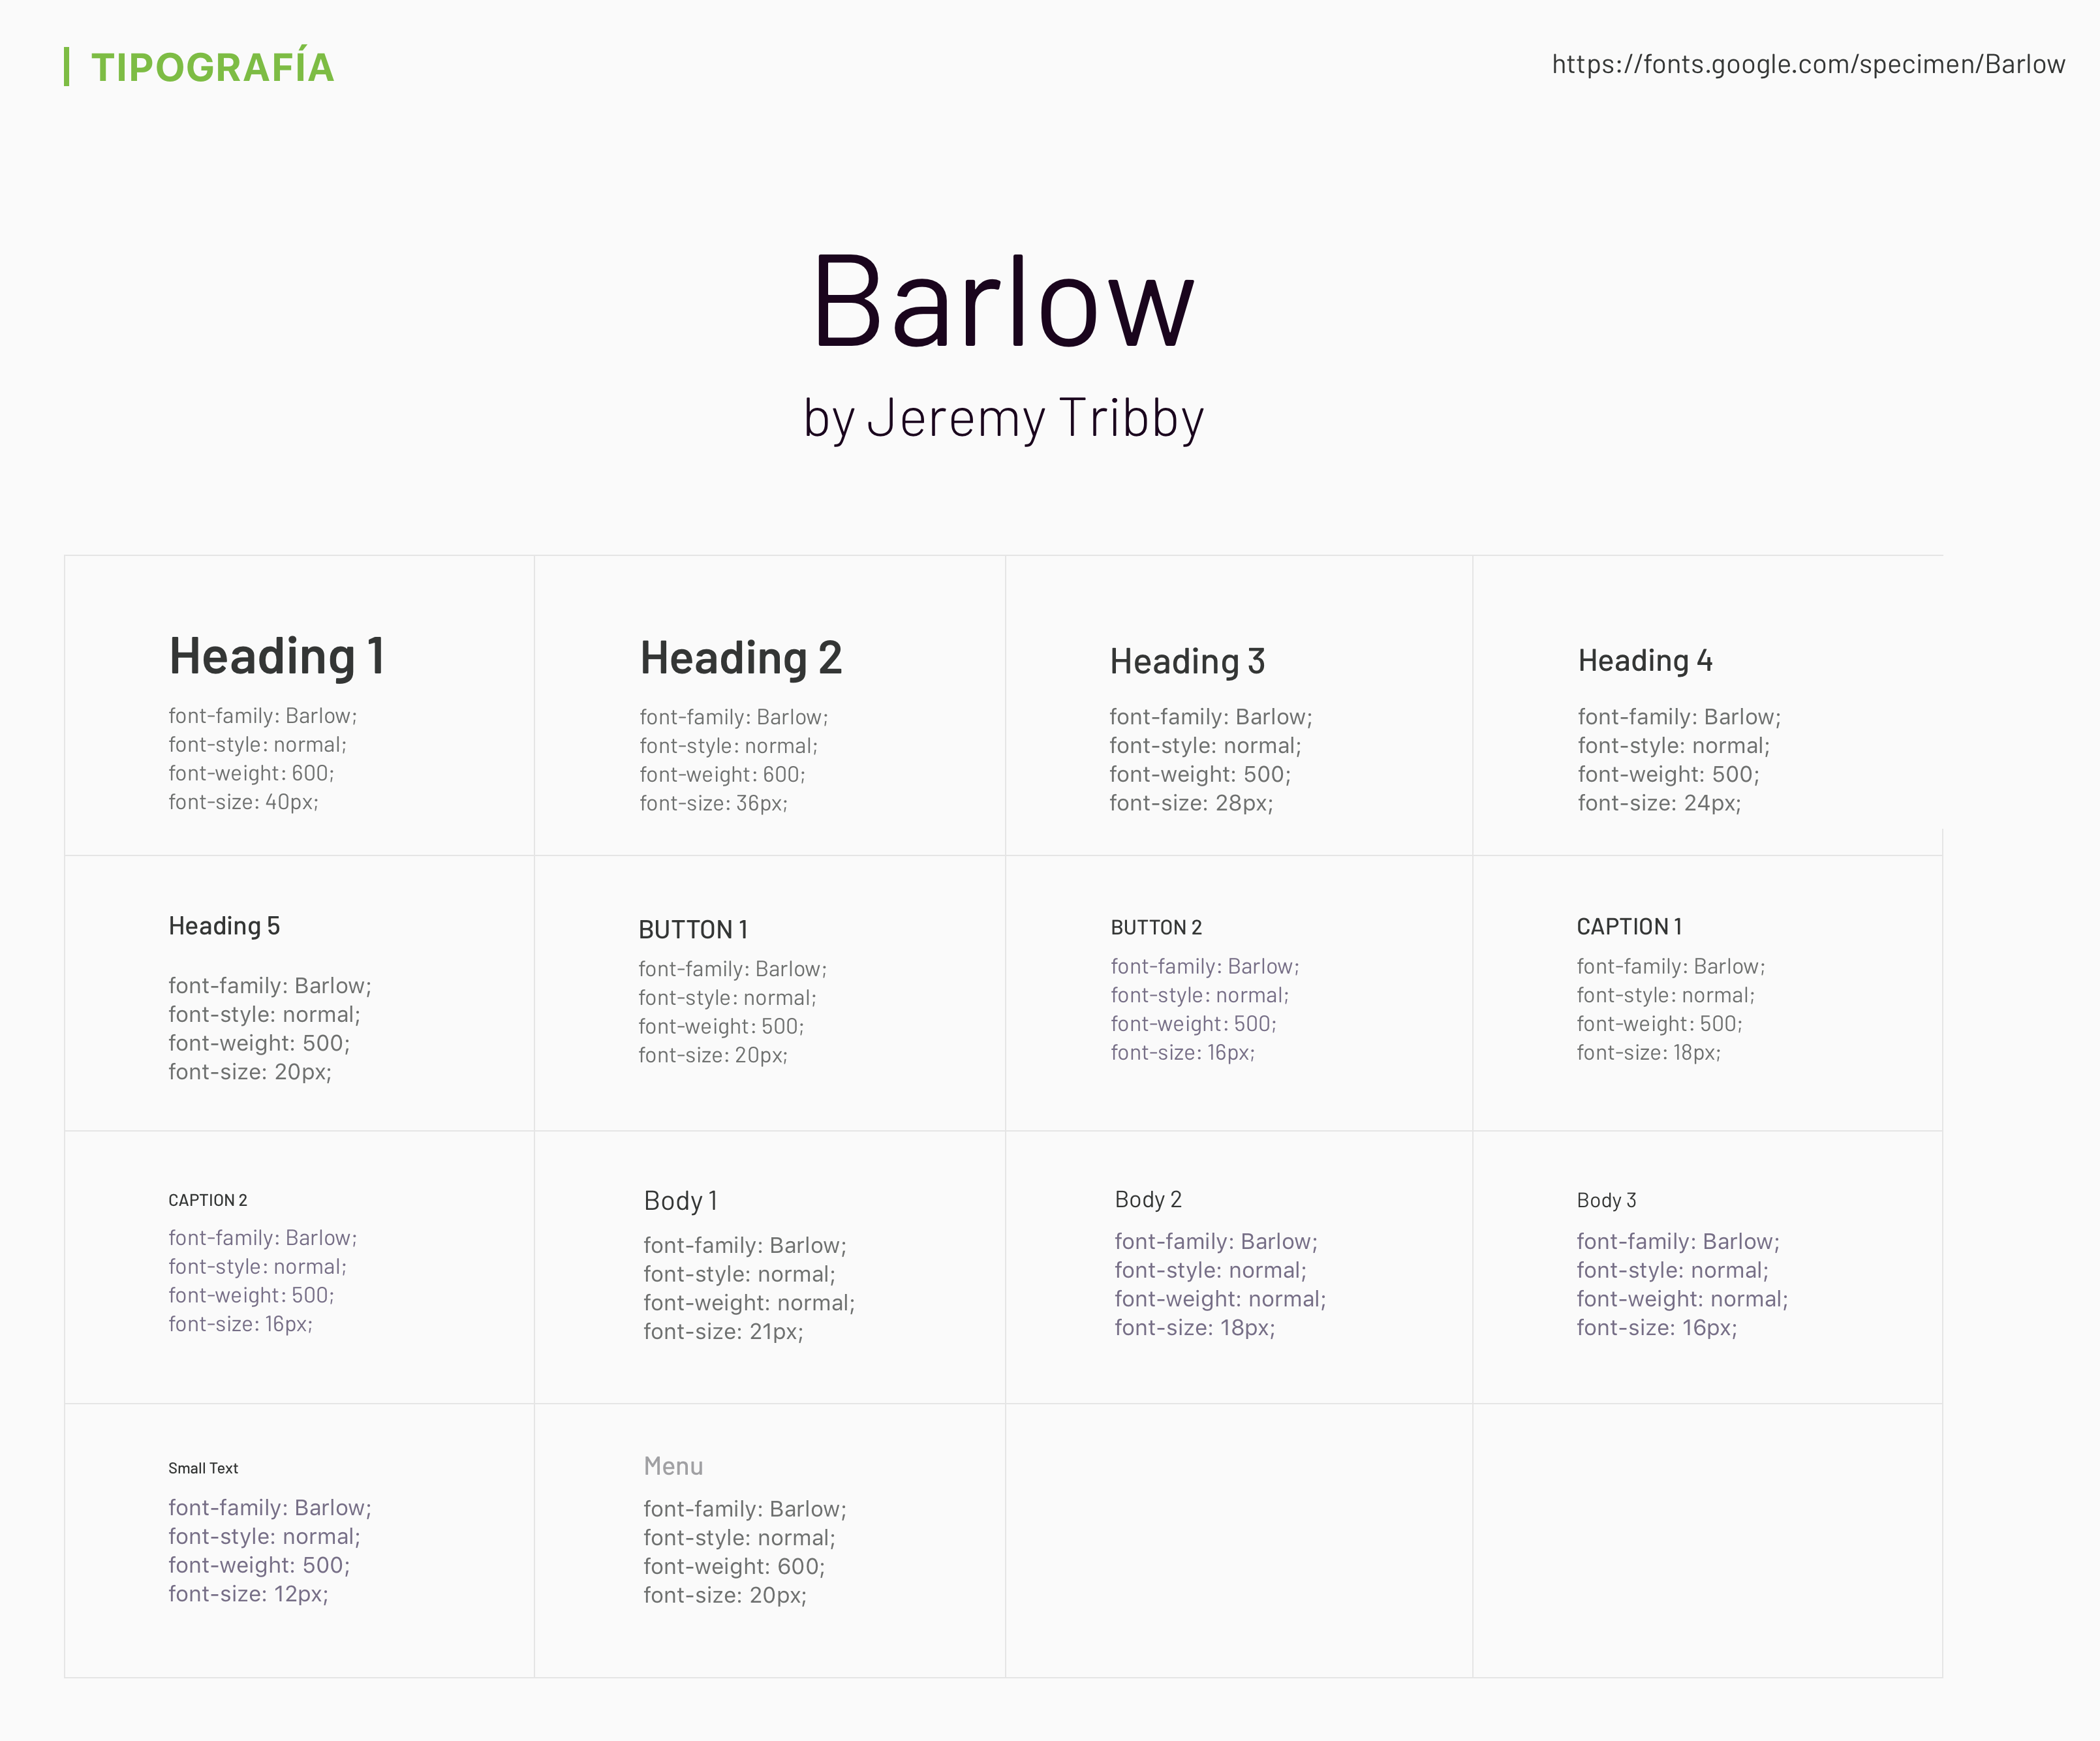 TIPOGRAFÍA
https://fonts.google.com/specimen/Barlow
Barlow
by Jeremy Tribby
Heading 1
font-family: Barlow;
font-style: normal;
font-weight: 600;
font-size: 40px;
Heading 2
font-family: Barlow;
font-style: normal;
font-weight: 600;
font-size: 36px;
Heading 3
font-family: Barlow;
font-style: normal;
font-weight: 500;
font-size: 28px;
Heading 4
font-family: Barlow;
font-style: normal;
font-weight: 500;
font-size: 24px;
Heading 5
font-family: Barlow;
font-style: normal;
font-weight: 500;
font-size: 20px;
BUTTON 1
font-family: Barlow;
font-style: normal;
font-weight: 500;
font-size: 20px;
BUTTON 2
font-family: Barlow;
font-style: normal;
font-weight: 500;
font-size: 16px;
CAPTION 1
font-family: Barlow;
font-style: normal;
font-weight: 500;
font-size: 18px;
CAPTION 2
font-family: Barlow;
font-style: normal;
font-weight: 500;
font-size: 16px;
Body 1
font-family: Barlow;
font-style: normal;
font-weight: normal;
font-size: 21px;
Body 2
font-family: Barlow;
font-style: normal;
font-weight: normal;
font-size: 18px;
Body 3
font-family: Barlow;
font-style: normal;
font-weight: normal;
font-size: 16px;
Small Text
font-family: Barlow;
font-style: normal;
font-weight: 500;
font-size: 12px;
Menu
font-family: Barlow;
font-style: normal;
font-weight: 600;
font-size: 20px;